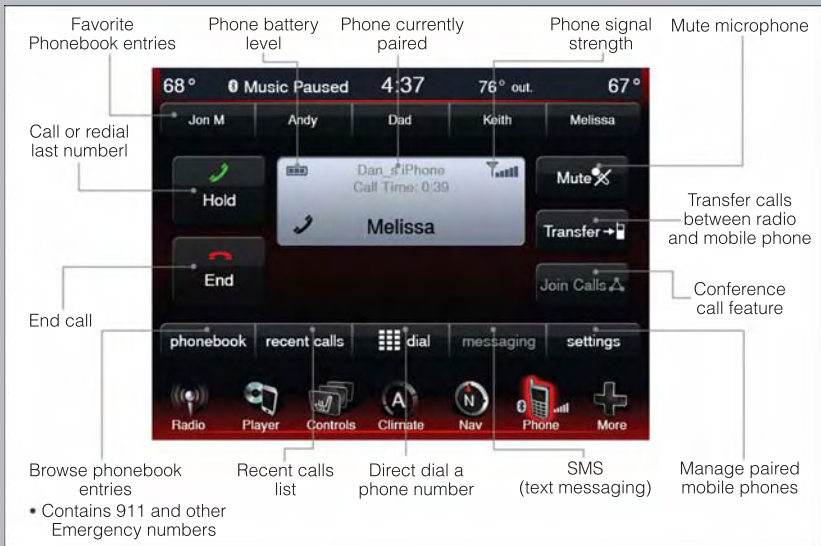 Favorite
Phonebook entries
Phone battery
level
Phone currently
paired
Phone signal
strength
Mute microphone
68° Music Paused 4:37 76° out. 67°
Jon M Andy Dad Keith Melissa
Call or redial
last numberl
Hold
Dan_s iPhone
Call Time: 0:39
Melissa
Mute
Transfer
Transfer calls
between radio
and mobile phone
End
Join Calls
Conference
call feature
End call
phonebook recent calls dial messaging settings
A
N
Radio Player Controls Climate Nav Phone More
Browse phonebook
entries
• Contains 911 and other
Emergency numbers
Recent calls
list
Direct dial a
phone number
SMS
(text messaging)
Manage paired
mobile phones